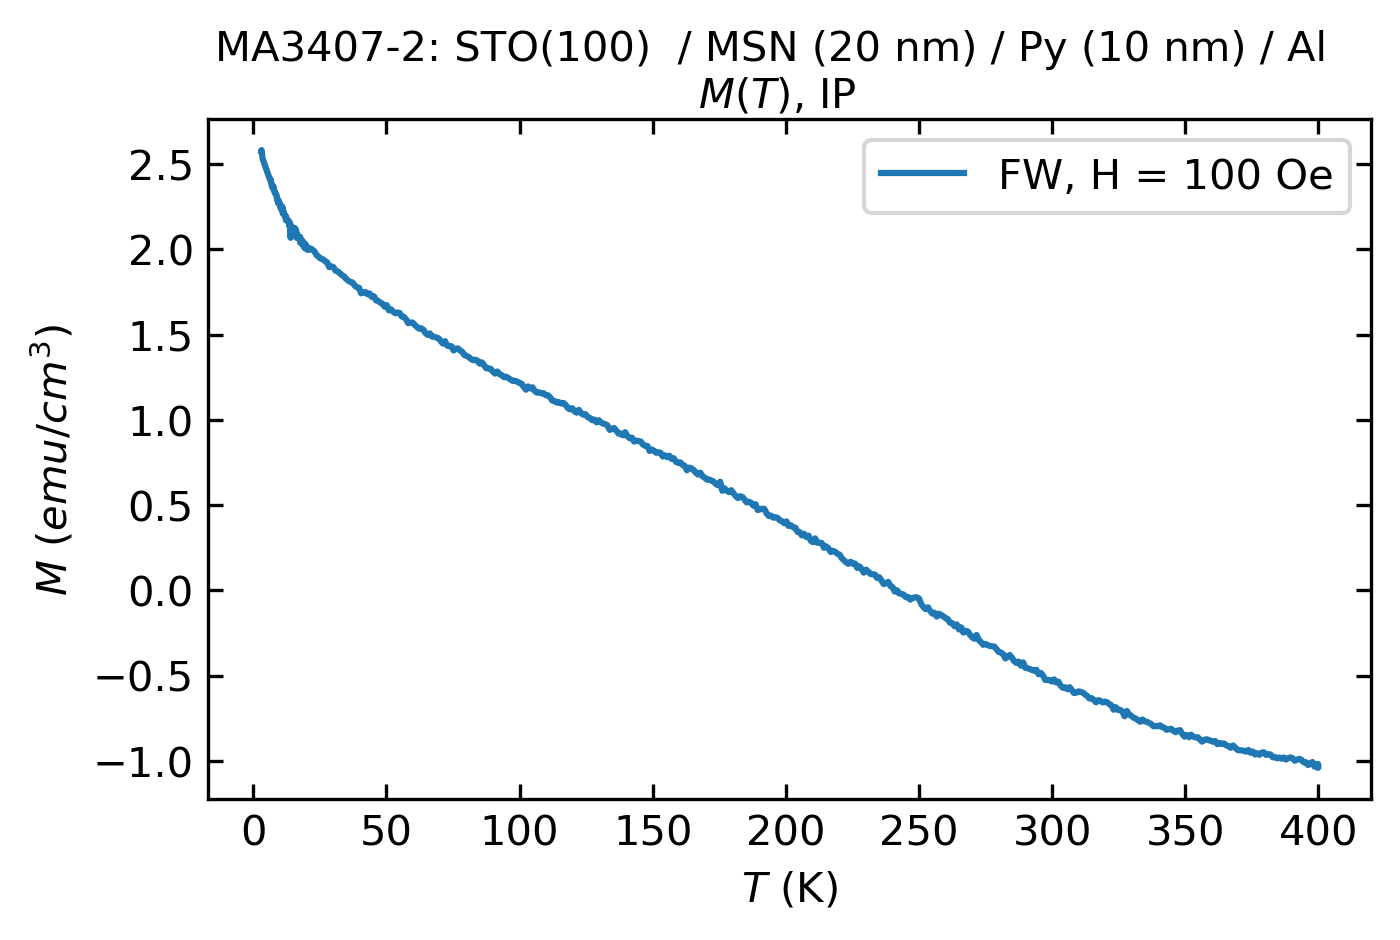 MA3407-2: STO(100)  / MSN (20 nm) / Py (10 nm) / Al
M(T), IP
FW, H = 100 Oe
2.5
2.0
1.5
1.0
0.5
0.0
−0.5
−1.0
M (emu/cm³)
0 50 100 150 200 250 300 350 400
T (K)